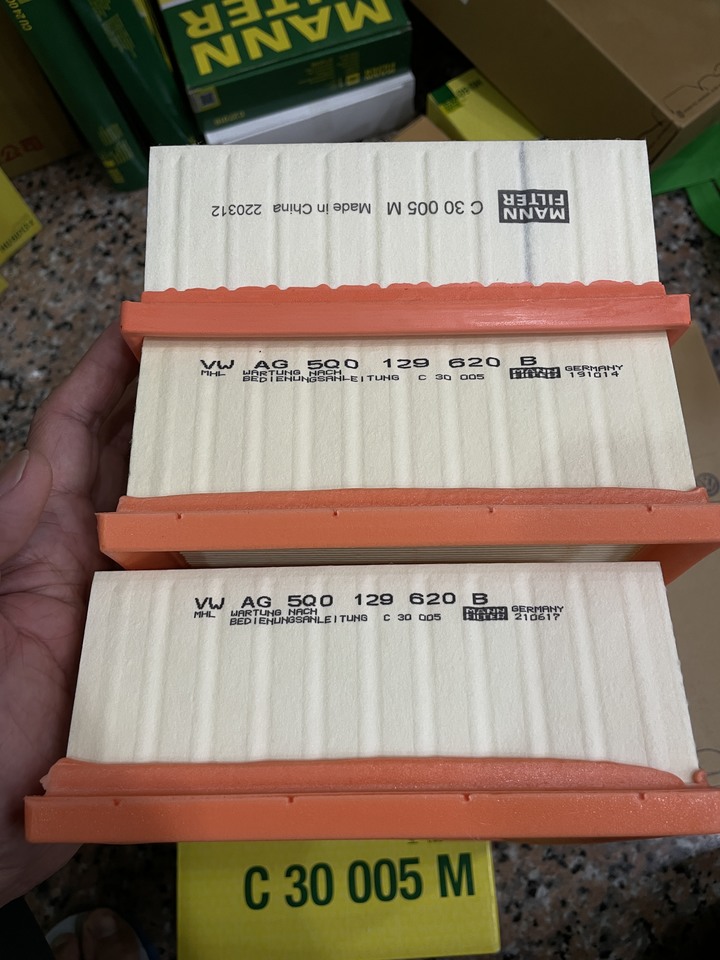 MANN
FILTER
MANN
FILTER
C 30 005 M Made in China 220312
VW AG 5Q0 129 620 B
MHL WARTUNG NACH
BEDIENUNGSANLEITUNG C 30 005
MANN
FILTER
GERMANY
191014
VW AG 5Q0 129 620 B
MHL WARTUNG NACH
BEDIENUNGSANLEITUNG C 30 005
MANN
FILTER
GERMANY
210617
C 30 005 M